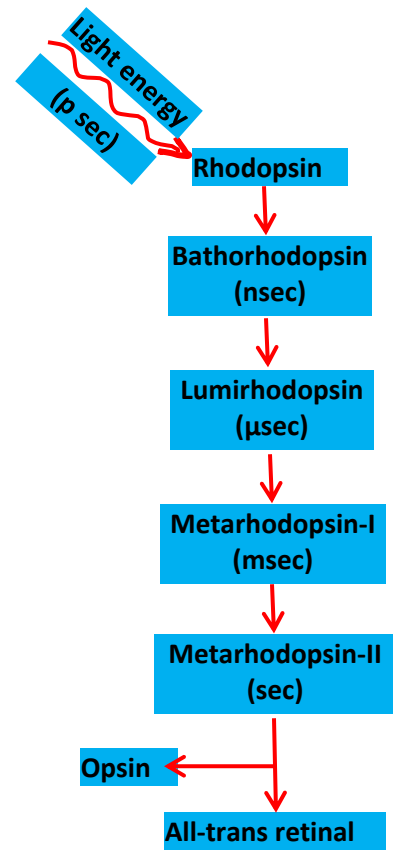 Light energy
(p sec)
Rhodopsin
Bathorhodopsin
(nsec)
Lumirhodopsin
(μsec)
Metarhodopsin-I
(msec)
Metarhodopsin-II
(sec)
Opsin
All-trans retinal